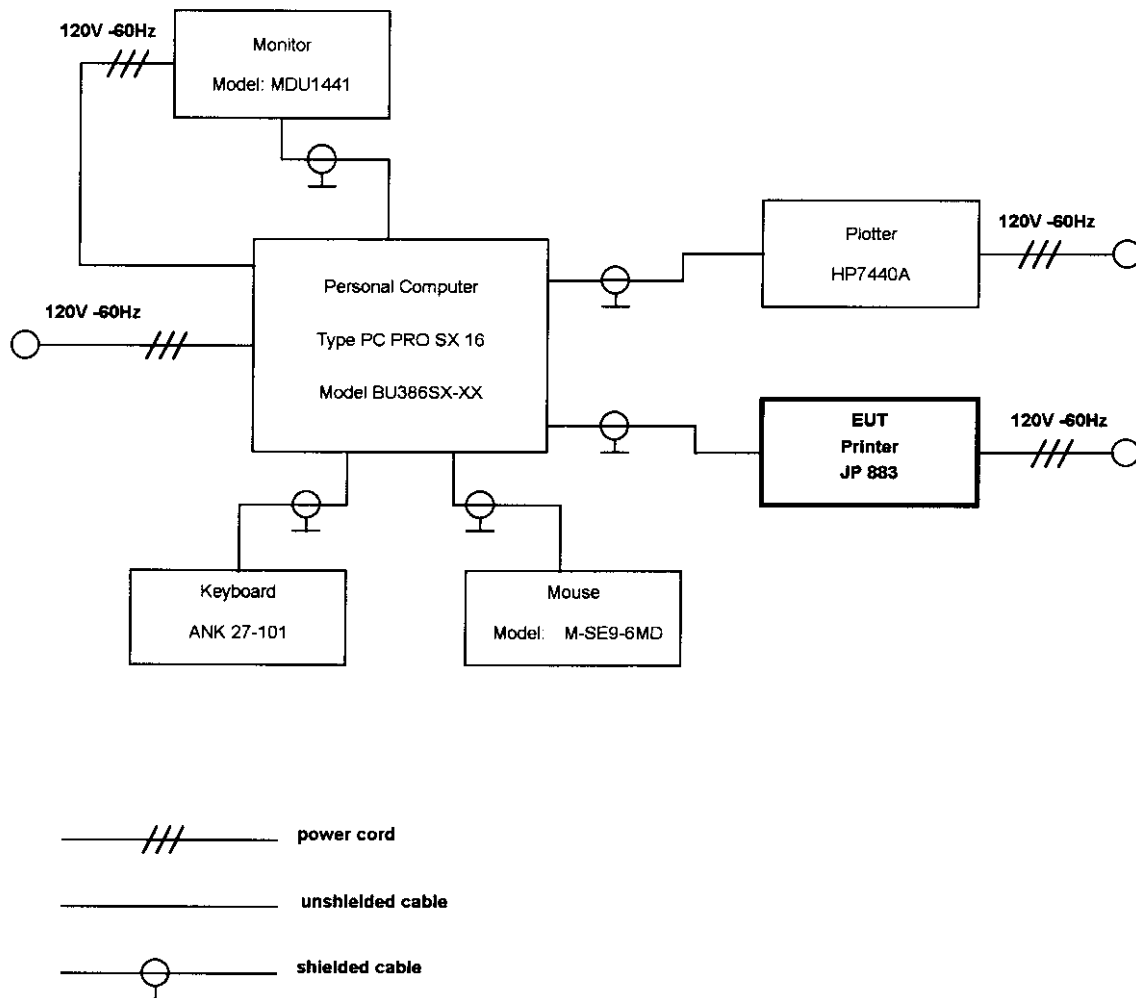 120V -60Hz
Monitor
Model: MDU1441
120V -60Hz
Personal Computer
Type PC PRO SX 16
Model BU386SX-XX
Plotter
HP7440A
120V -60Hz
EUT
Printer
JP 883
120V -60Hz
Keyboard
ANK 27-101
Mouse
Model: M-SE9-6MD
power cord
unshielded cable
shielded cable